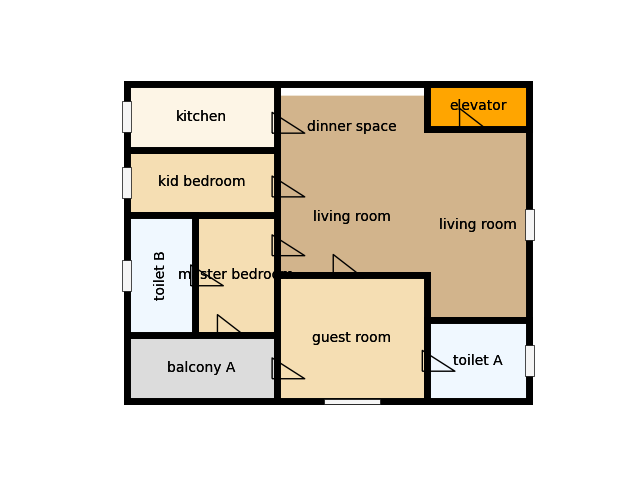 kitchen
dinner space
elevator
kid bedroom
living room
living room
toilet B
master bedroom
guest room
balcony A
toilet A